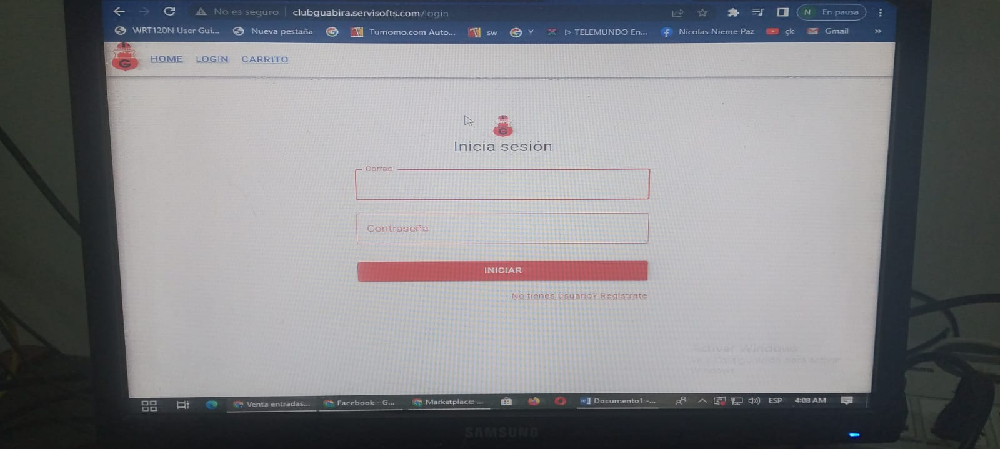 No es seguro clubguabira.servisofts.com/login En pausa
N
WRT120N User Gui... Nueva pestaña Tumomo.com Auto... sw Y ▷ TELEMUNDO En... Nicolas Nieme Paz çk Gmail »
G HOME LOGIN CARRITO
G
Inicia sesión
Correo
Contraseña
INICIAR
No tienes usuario? Registrate
Activar Windows
Windows
Venta entradas... Facebook - G... Marketplace: ... Documento1 -... ESP 4:08 AM
SAMSUNG